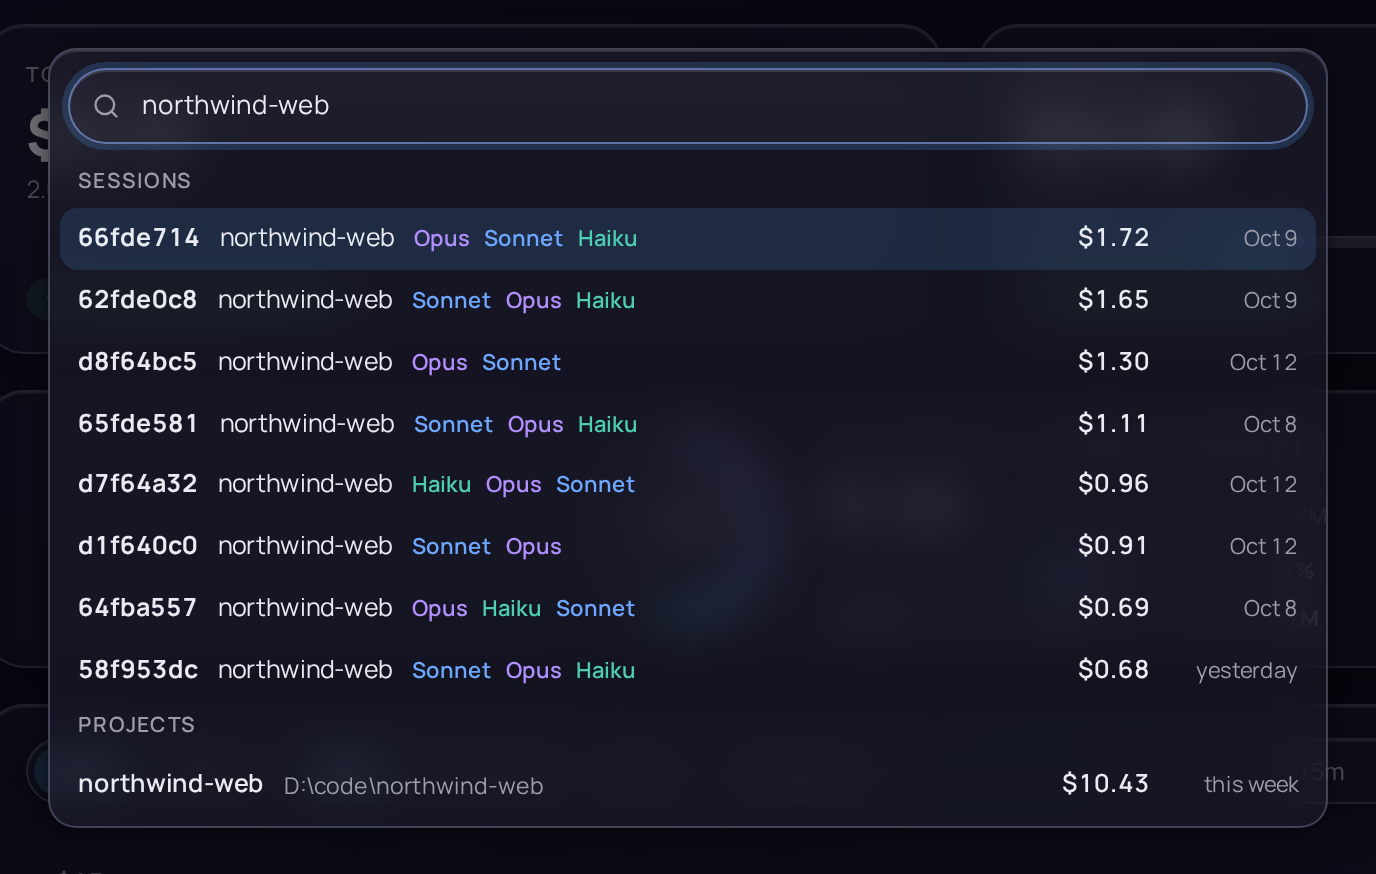 northwind-web
SESSIONS
66fde714 northwind-web Opus Sonnet Haiku $1.72 Oct 9
62fde0c8 northwind-web Sonnet Opus Haiku $1.65 Oct 9
d8f64bc5 northwind-web Opus Sonnet $1.30 Oct 12
65fde581 northwind-web Sonnet Opus Haiku $1.11 Oct 8
d7f64a32 northwind-web Haiku Opus Sonnet $0.96 Oct 12
d1f640c0 northwind-web Sonnet Opus $0.91 Oct 12
64fba557 northwind-web Opus Haiku Sonnet $0.69 Oct 8
58f953dc northwind-web Sonnet Opus Haiku $0.68 yesterday
PROJECTS
northwind-web D:\code\northwind-web $10.43 this week